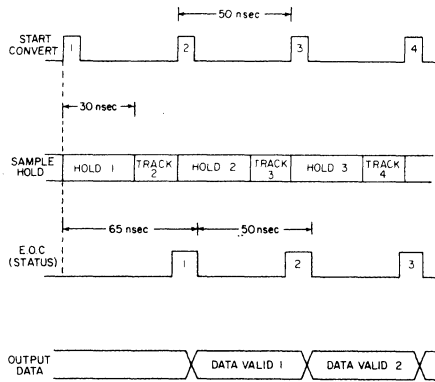 50 nsec
START
CONVERT
1 2 3 4
30 nsec
SAMPLE
HOLD
HOLD 1 TRACK 2 HOLD 2 TRACK 3 HOLD 3 TRACK 4
65 nsec 50 nsec
E.O.C
(STATUS)
1 2 3
OUTPUT
DATA
DATA VALID 1 DATA VALID 2